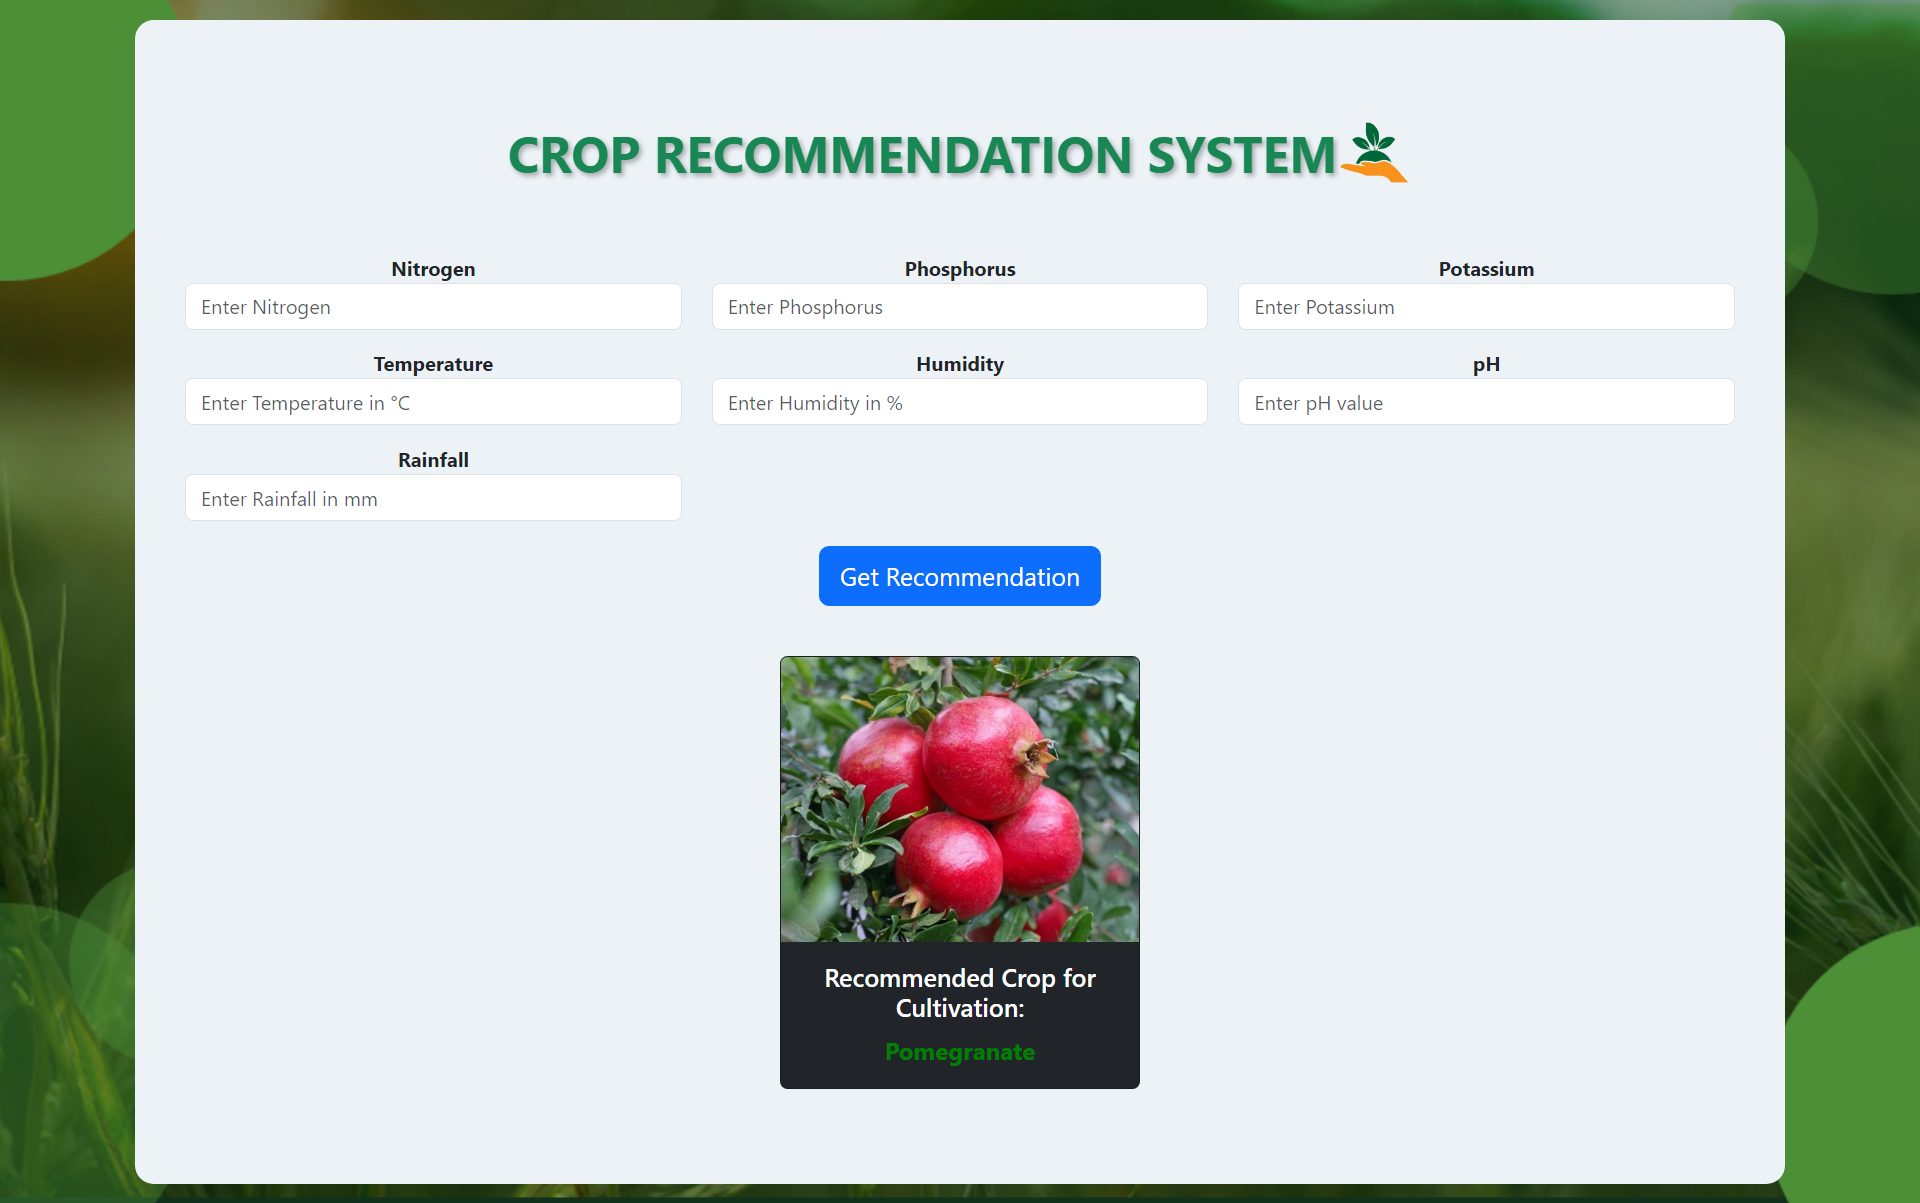 CROP RECOMMENDATION SYSTEM
Nitrogen
Phosphorus
Potassium
Enter Nitrogen
Enter Phosphorus
Enter Potassium
Temperature
Humidity
pH
Enter Temperature in °C
Enter Humidity in %
Enter pH value
Rainfall
Enter Rainfall in mm
Get Recommendation
Recommended Crop for
Cultivation:
Pomegranate